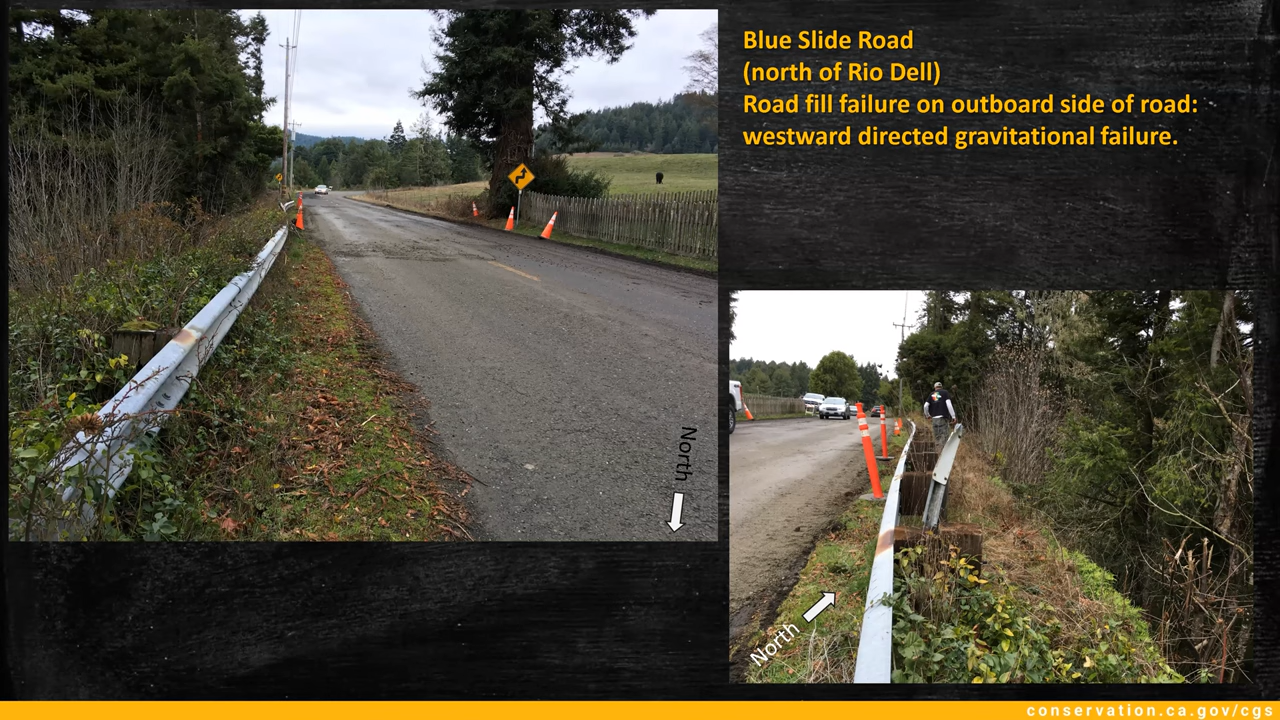 Blue Slide Road
(north of Rio Dell)
Road fill failure on outboard side of road:
westward directed gravitational failure.
North
North
conservation.ca.gov/cgs